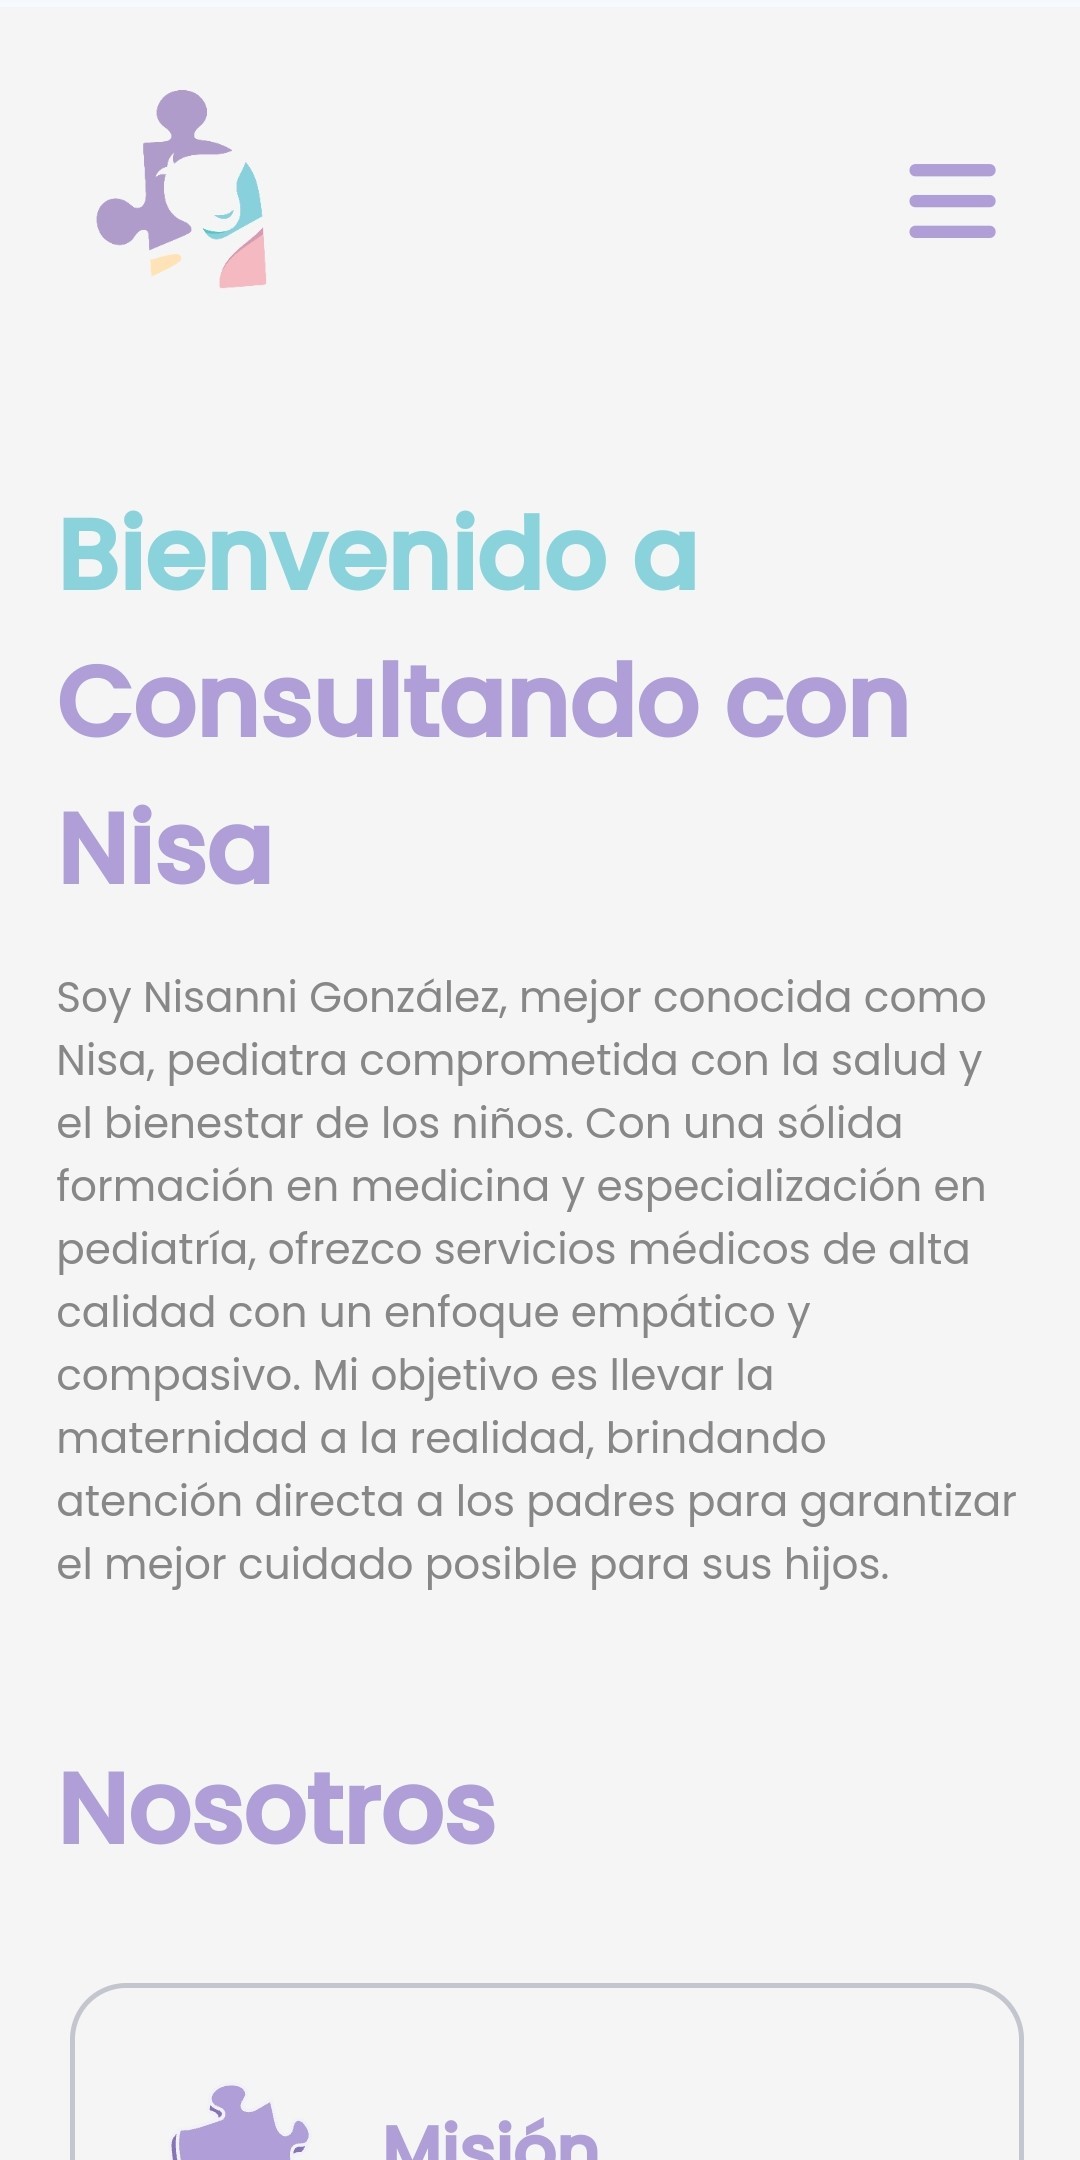 Bienvenido a
Consultando con
Nisa
Soy Nisanni González, mejor conocida como
Nisa, pediatra comprometida con la salud y
el bienestar de los niños. Con una sólida
formación en medicina y especialización en
pediatría, ofrezco servicios médicos de alta
calidad con un enfoque empático y
compasivo. Mi objetivo es llevar la
maternidad a la realidad, brindando
atención directa a los padres para garantizar
el mejor cuidado posible para sus hijos.
Nosotros
Misión